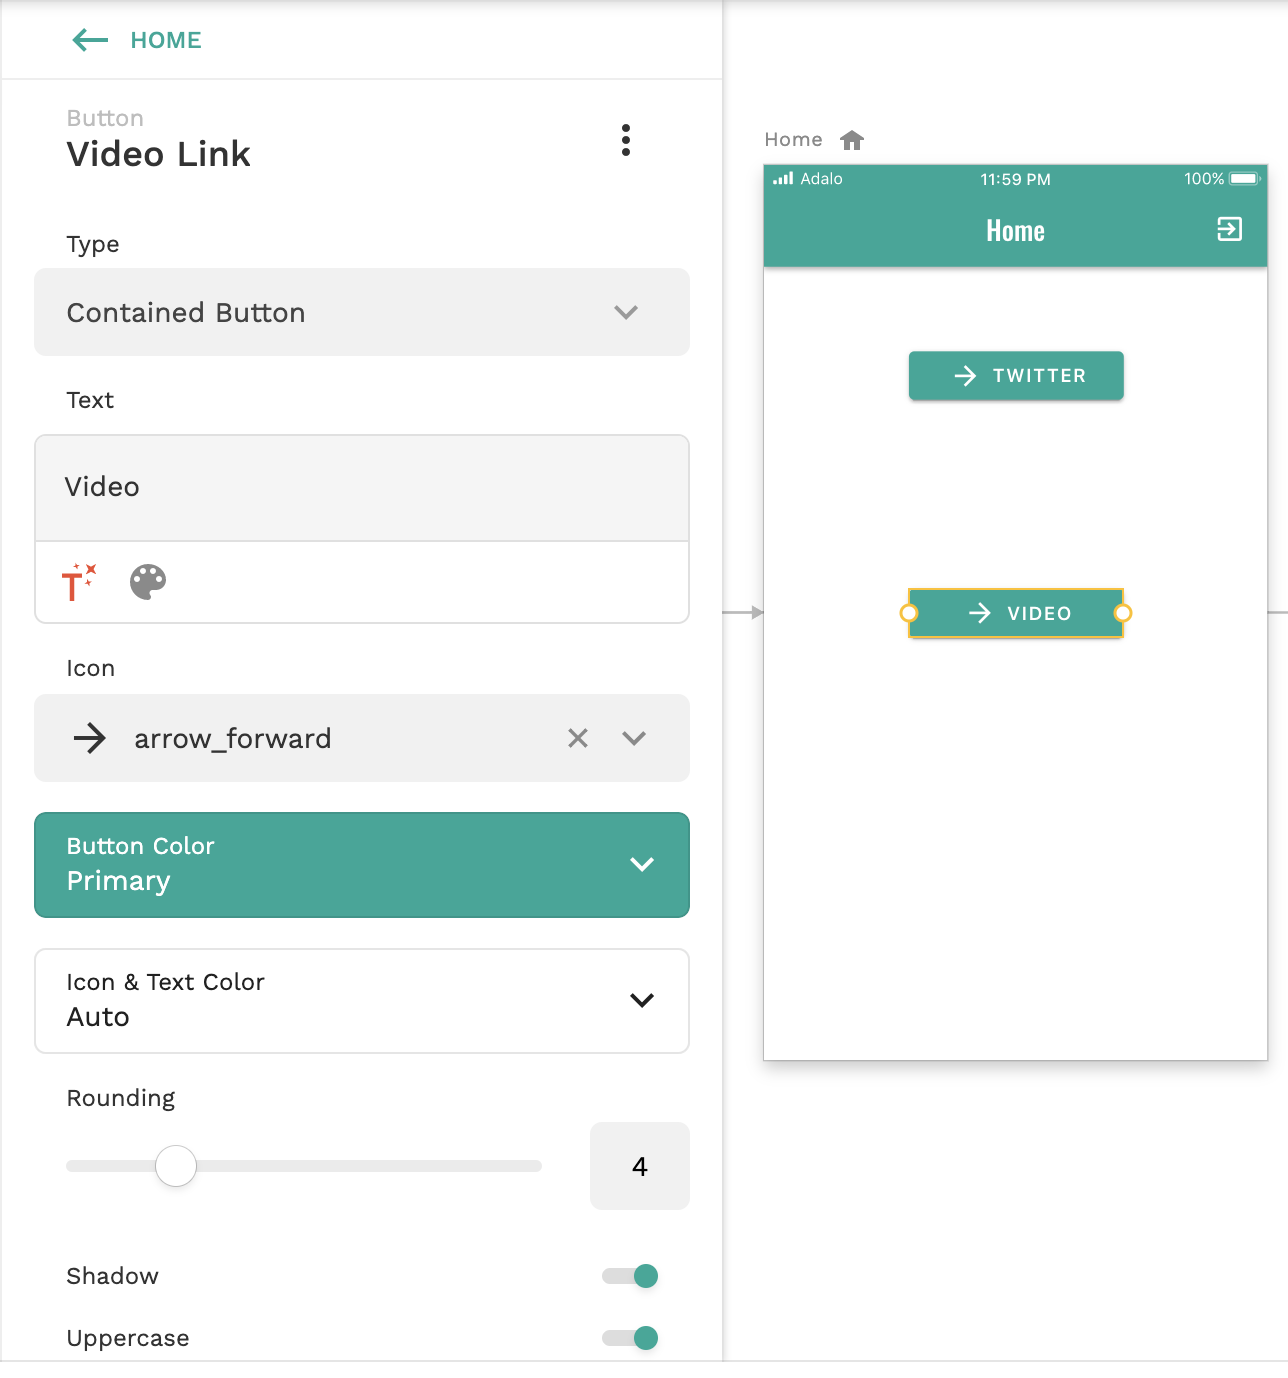 HOME
Button
Video Link
Type
Contained Button
Text
Video
Icon
arrow_forward
Button Color
Primary
Icon & Text Color
Auto
Rounding
4
Shadow
Uppercase
Home
Adalo 11:59 PM 100%
Home
TWITTER
VIDEO